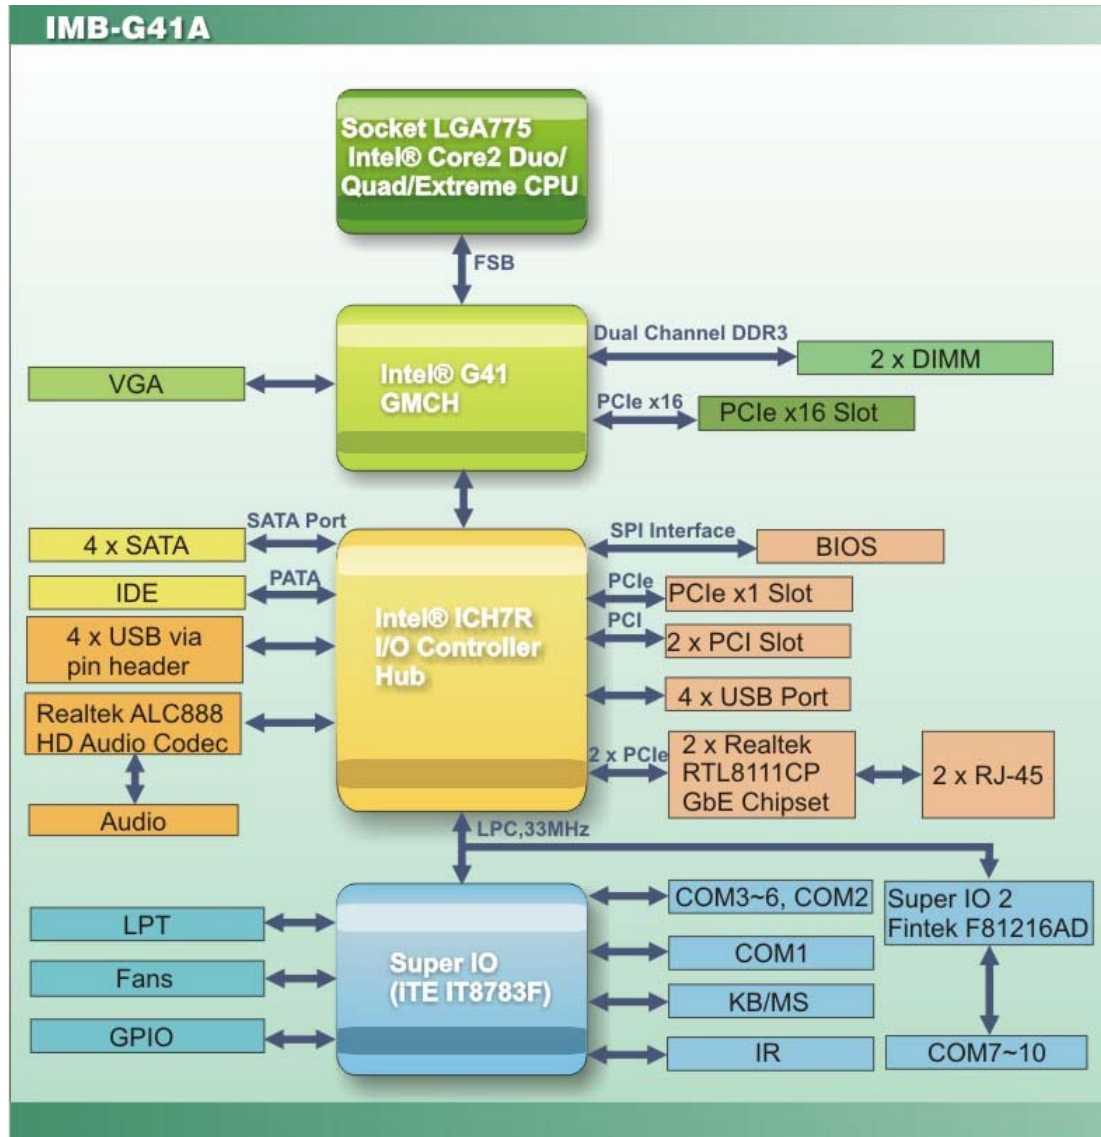 IMB-G41A
Socket LGA775
Intel® Core2 Duo/
Quad/Extreme CPU
FSB
Dual Channel DDR3
2 x DIMM
Intel® G41
GMCH
VGA
PCIe x16
PCIe x16 Slot
SATA Port
4 x SATA
SPI Interface
BIOS
PATA
IDE
PCIe
PCIe x1 Slot
Intel® ICH7R
I/O Controller
Hub
PCI
2 x PCI Slot
4 x USB via
pin header
4 x USB Port
Realtek ALC888
HD Audio Codec
2 x PCIe
2 x Realtek
RTL8111CP
GbE Chipset
2 x RJ-45
Audio
LPC,33MHz
COM3~6, COM2
Super IO 2
Fintek F81216AD
LPT
COM1
Super IO
(iTE IT8783F)
Fans
KB/MS
GPIO
IR
COM7~10